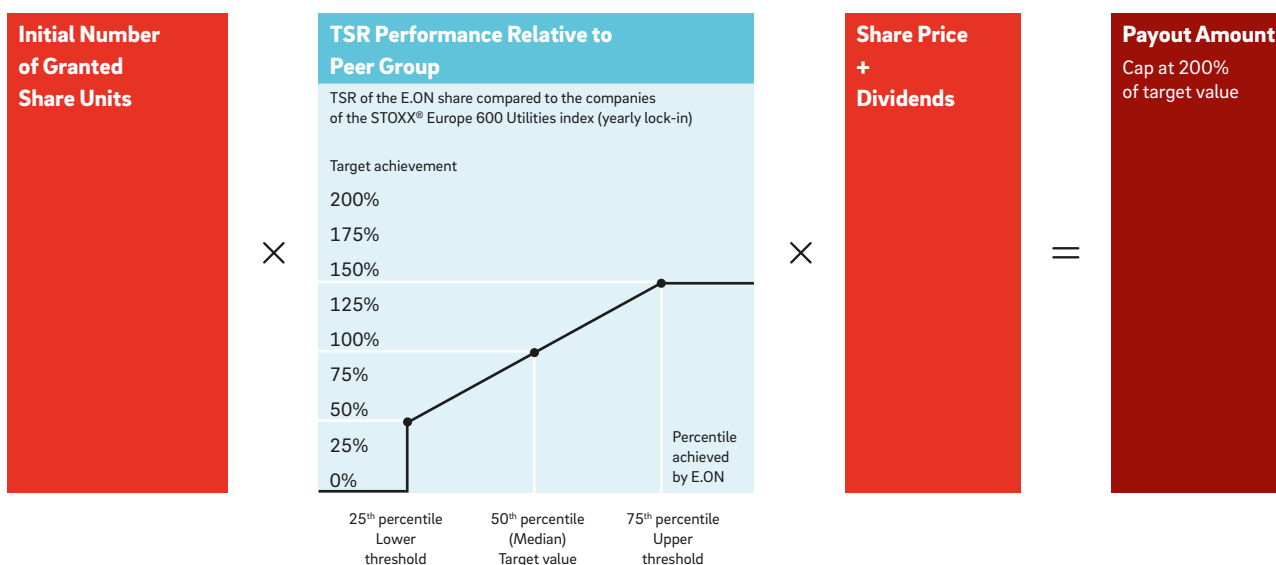 Initial Number
of Granted
Share Units
×
TSR Performance Relative to
Peer Group
TSR of the E.ON share compared to the companies
of the STOXX® Europe 600 Utilities index (yearly lock-in)
Target achievement
200%
175%
150%
125%
100%
75%
50%
25%
0%
Percentile
achieved
by E.ON
25th percentile
Lower
threshold
50th percentile
(Median)
Target value
75th percentile
Upper
threshold
×
Share Price
+
Dividends
=
Payout Amount
Cap at 200%
of target value